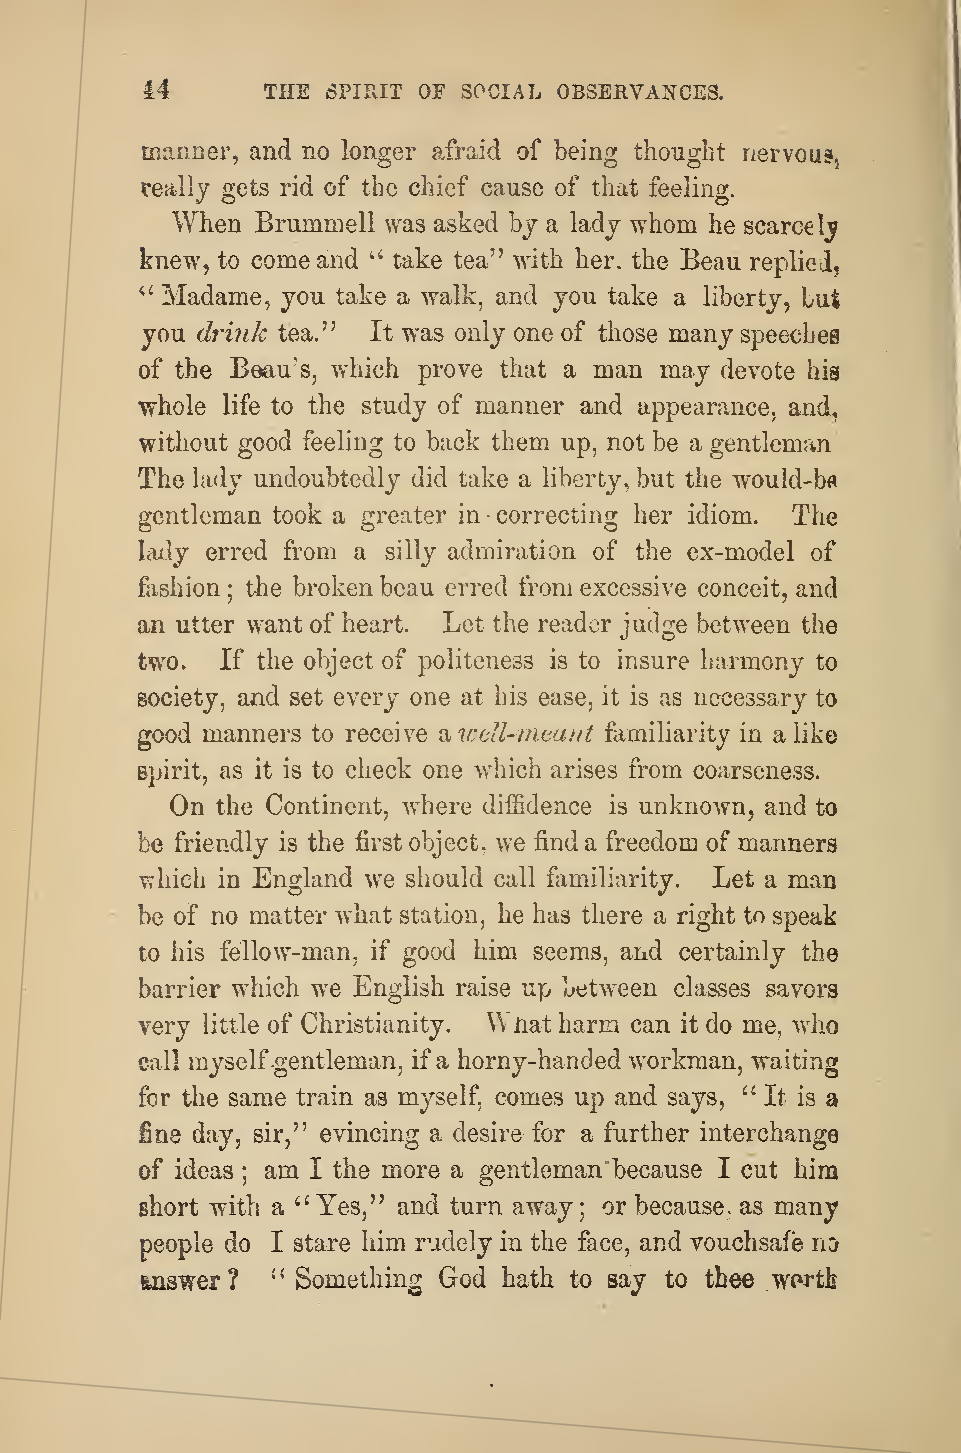 44 THE SPIRIT OF SOCIAL OBSERVANCES.
manner, and no longer afraid of being thought nervous,
really gets rid of the chief cause of that feeling.
When Brummell was asked by a lady whom he scarcely
knew, to come and “ take tea” with her. the Beau replied,
“ Madame, you take a walk, and you take a liberty, but
you drink tea.” It was only one of those many speeches
of the Beau's, which prove that a man may devote his
whole life to the study of manner and appearance, and,
without good feeling to back them up, not be a gentleman
The lady undoubtedly did take a liberty, but the would-be
gentleman took a greater in correcting her idiom. The
lady erred from a silly admiration of the ex-model of
fashion ; the broken beau erred from excessive conceit, and
an utter want of heart. Let the reader judge between the
two. If the object of politeness is to insure harmony to
society, and set every one at his ease, it is as necessary to
good manners to receive a well-meant familiarity in a like
spirit, as it is to check one which arises from coarseness.
On the Continent, where diffidence is unknown, and to
be friendly is the first object, we find a freedom of manners
which in England we should call familiarity. Let a man
be of no matter what station, he has there a right to speak
to his fellow-man, if good him seems, and certainly the
barrier which we English raise up between classes savors
very little of Christianity. What harm can it do me, who
call myself gentleman, if a horny-handed workman, waiting
for the same train as myself, comes up and says, “ It is a
fine day, sir,” evincing a desire for a further interchange
of ideas ; am I the more a gentleman because I cut him
short with a “ Yes,” and turn away ; or because, as many
people do I stare him rudely in the face, and vouchsafe no
answer ? “ Something God hath to say to thee worth